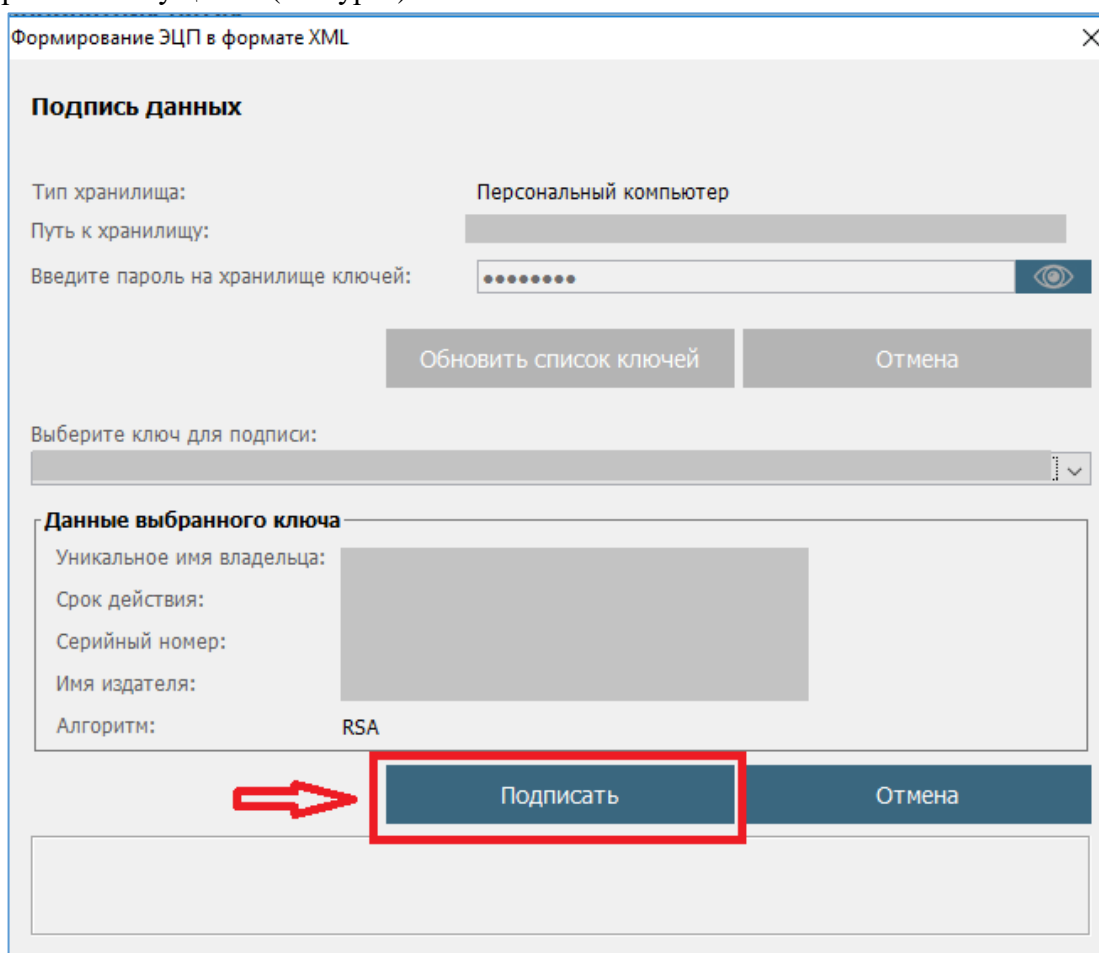 Формирование ЭЦП в формате XML
Подпись данных
Тип хранилища: Персональный компьютер
Путь к хранилищу:
Введите пароль на хранилище ключей: ••••••••
Обновить список ключей Отмена
Выберите ключ для подписи:
Данные выбранного ключа
Уникальное имя владельца:
Срок действия:
Серийный номер:
Имя издателя:
Алгоритм: RSA
Подписать Отмена